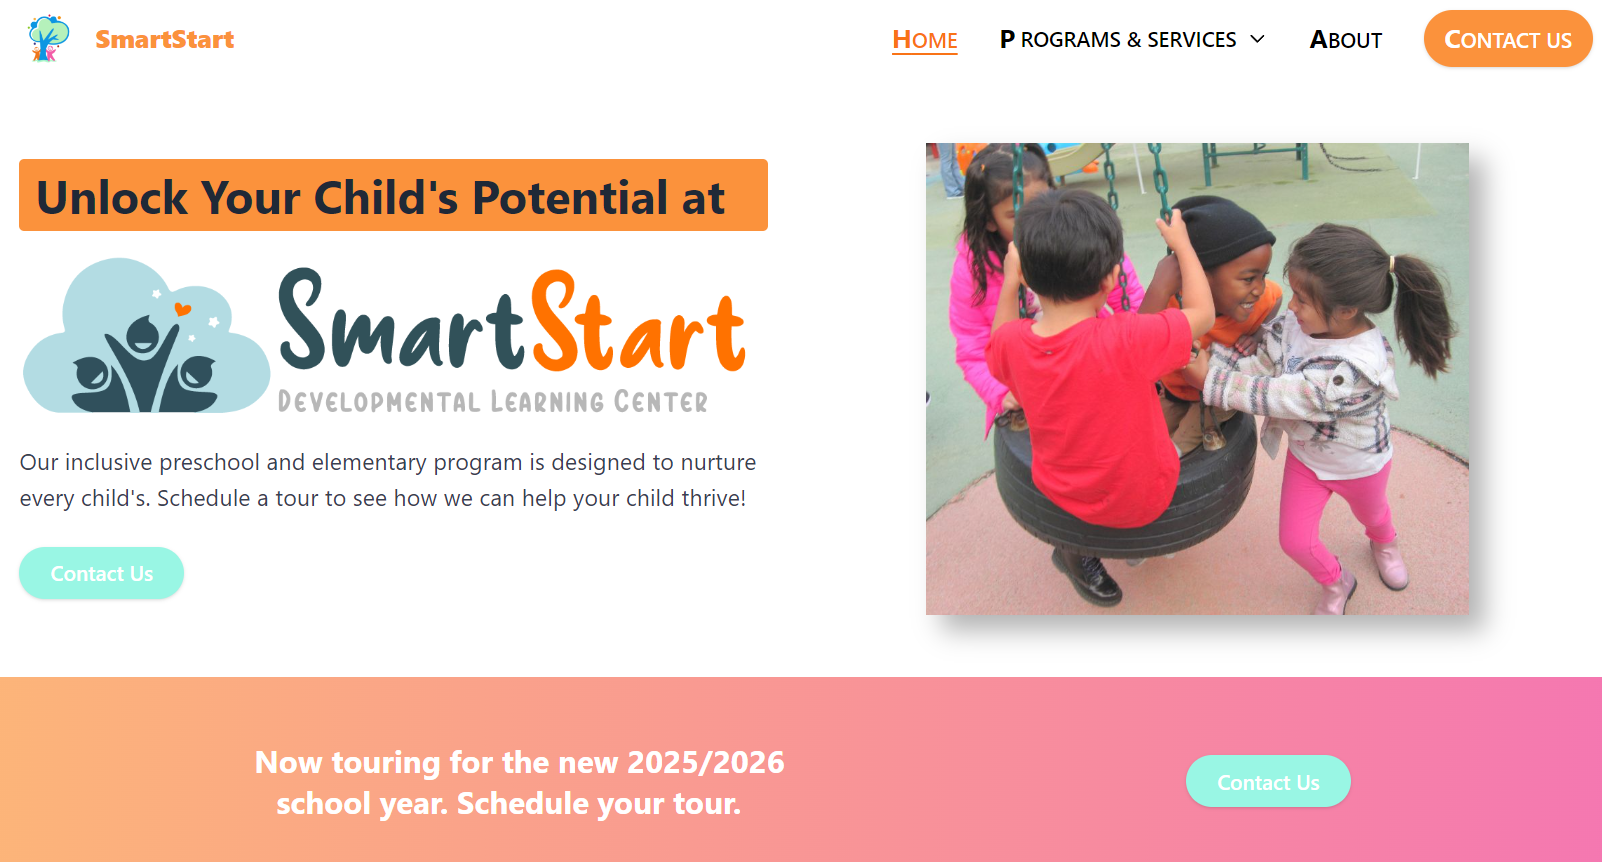 SmartStart
HOME
P ROGRAMS & SERVICES
ABOUT
CONTACT US
Unlock Your Child's Potential at
SmartStart
DEVELOPMENTAL LEARNING CENTER
Our inclusive preschool and elementary program is designed to nurture
every child's. Schedule a tour to see how we can help your child thrive!
Contact Us
Now touring for the new 2025/2026
school year. Schedule your tour.
Contact Us